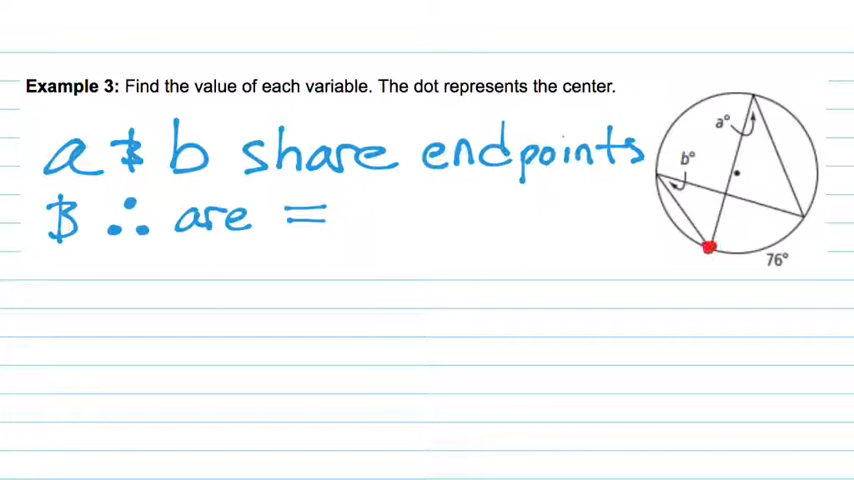 Example 3: Find the value of each variable. The dot represents the center.
a & b share endpoints
& ∴ are =
a°
b°
76°